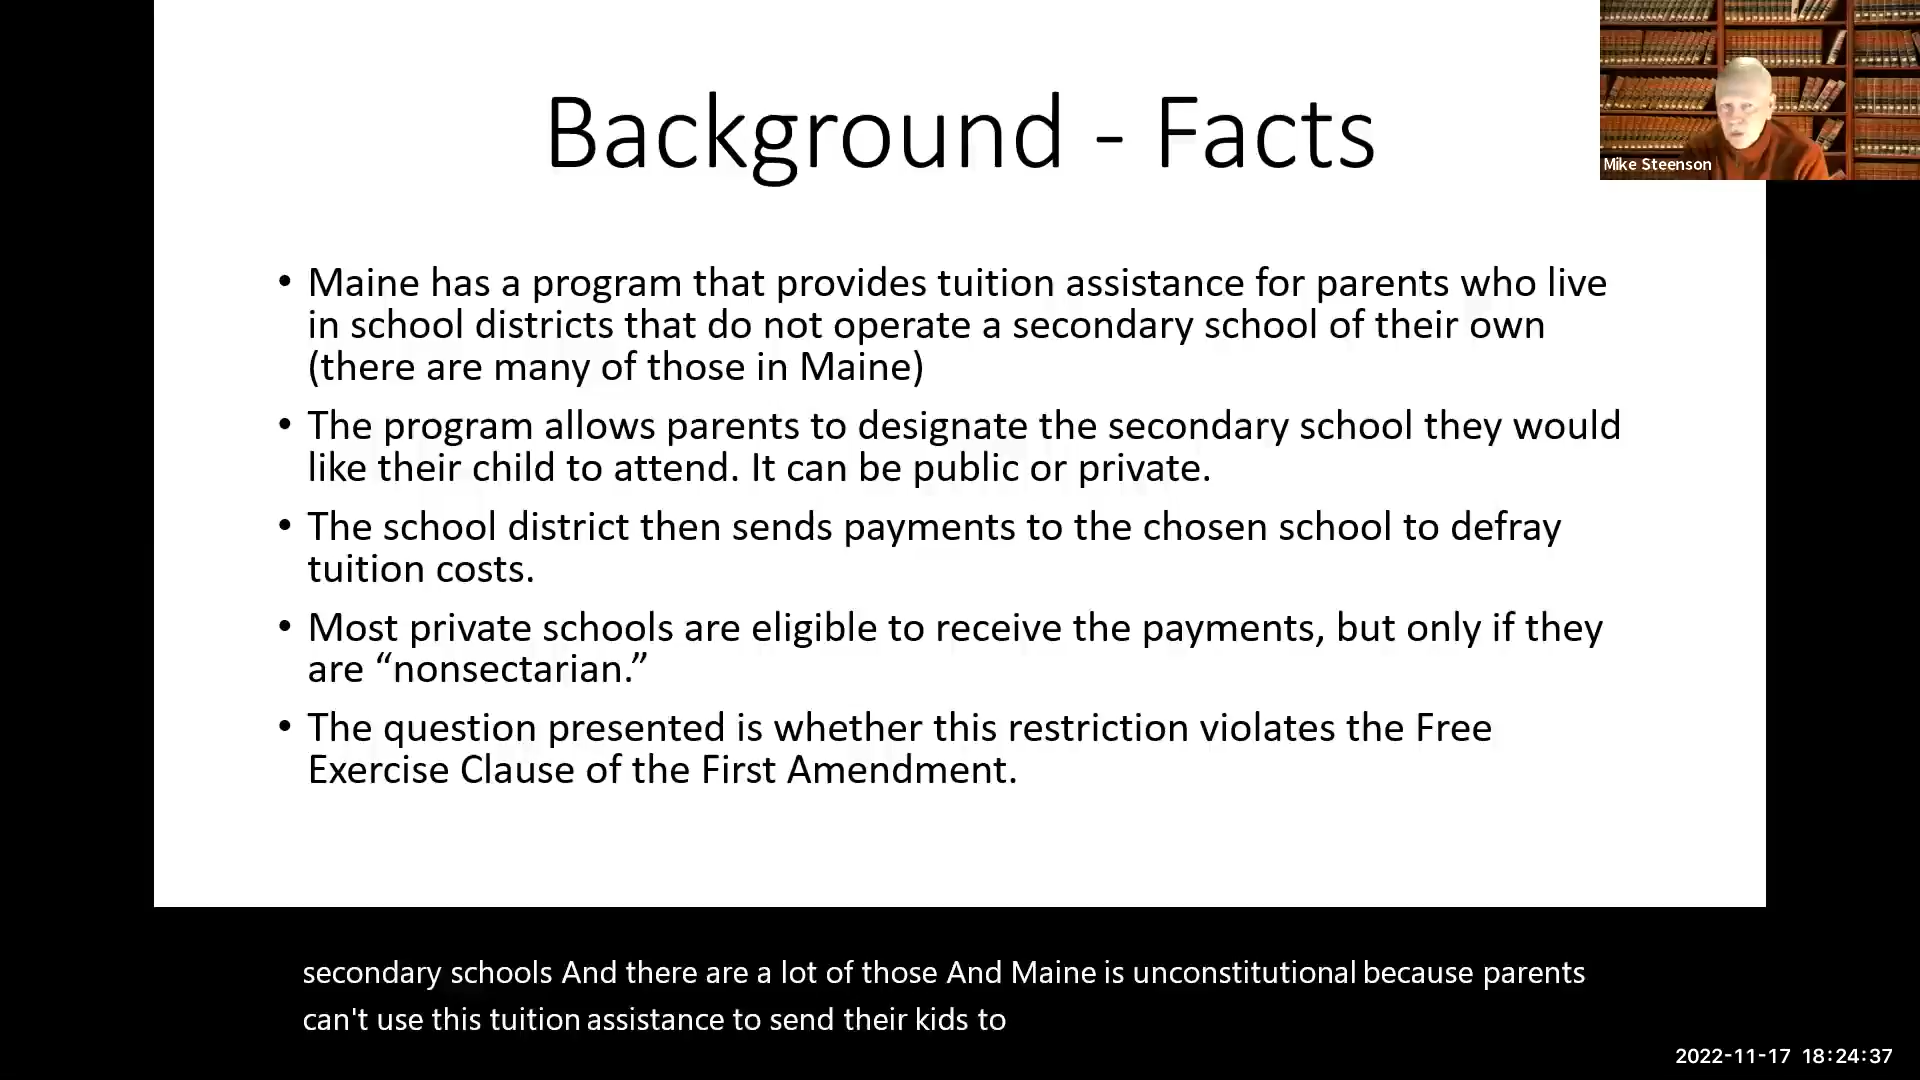 Background - Facts
Mike Steenson
• Maine has a program that provides tuition assistance for parents who live
in school districts that do not operate a secondary school of their own
(there are many of those in Maine)
• The program allows parents to designate the secondary school they would
like their child to attend. It can be public or private.
• The school district then sends payments to the chosen school to defray
tuition costs.
• Most private schools are eligible to receive the payments, but only if they
are “nonsectarian.”
• The question presented is whether this restriction violates the Free
Exercise Clause of the First Amendment.
secondary schools And there are a lot of those And Maine is unconstitutional because parents
can't use this tuition assistance to send their kids to
2022-11-17 18:24:37